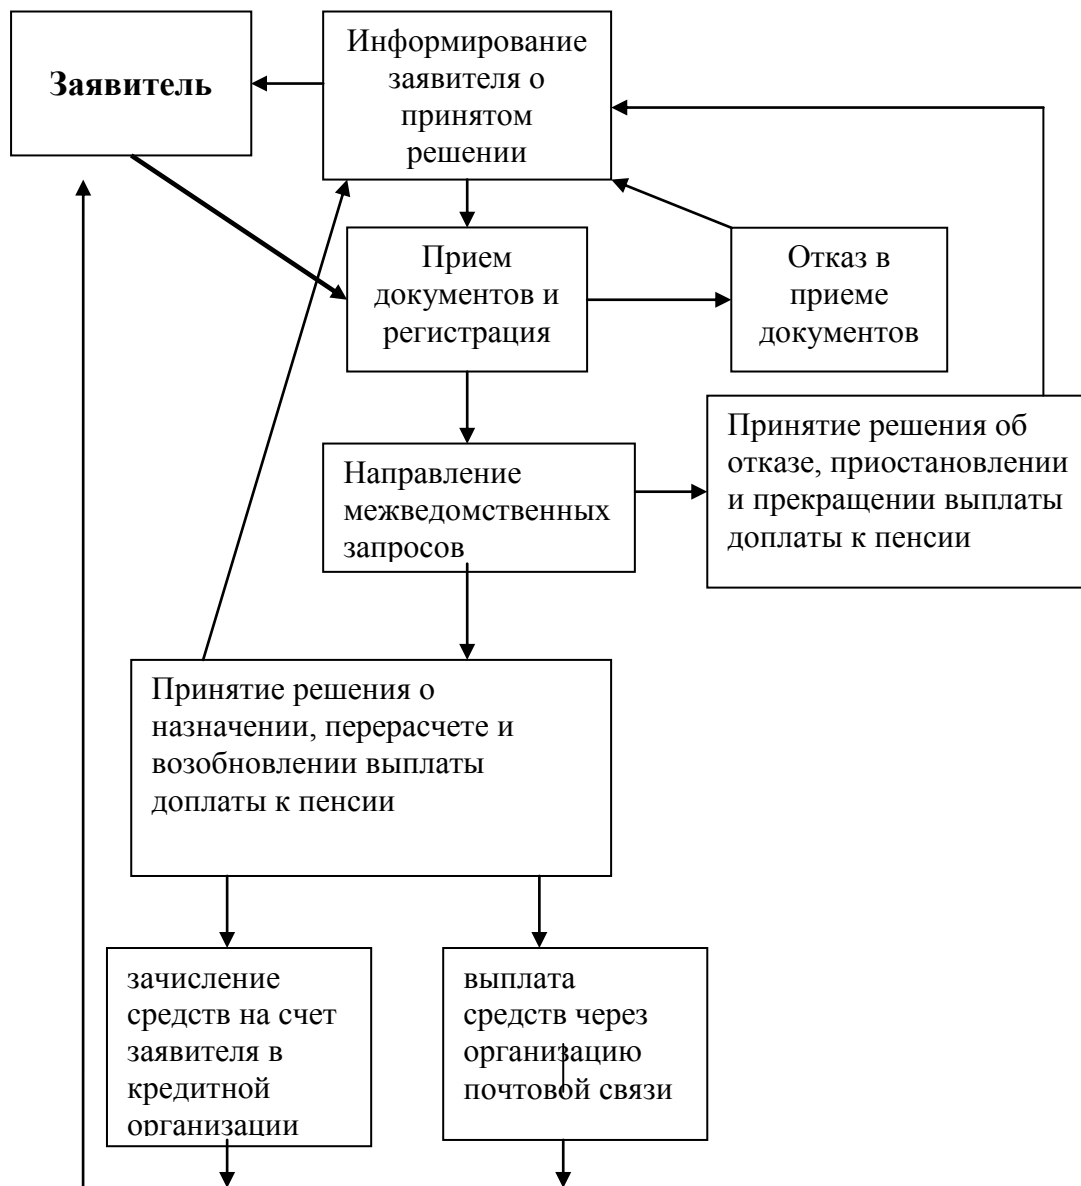 Заявитель
Информирование
заявителя о
принятом
решении
Прием
документов и
регистрация
Отказ в
приеме
документов
Принятие решения об
отказе, приостановлении
и прекращении выплаты
доплаты к пенсии
Направление
межведомственных
запросов
Принятие решения о
назначении, перерасчете и
возобновлении выплаты
доплаты к пенсии
зачисление
средств на счет
заявителя в
кредитной
организации
выплата
средств через
организацию
почтовой связи